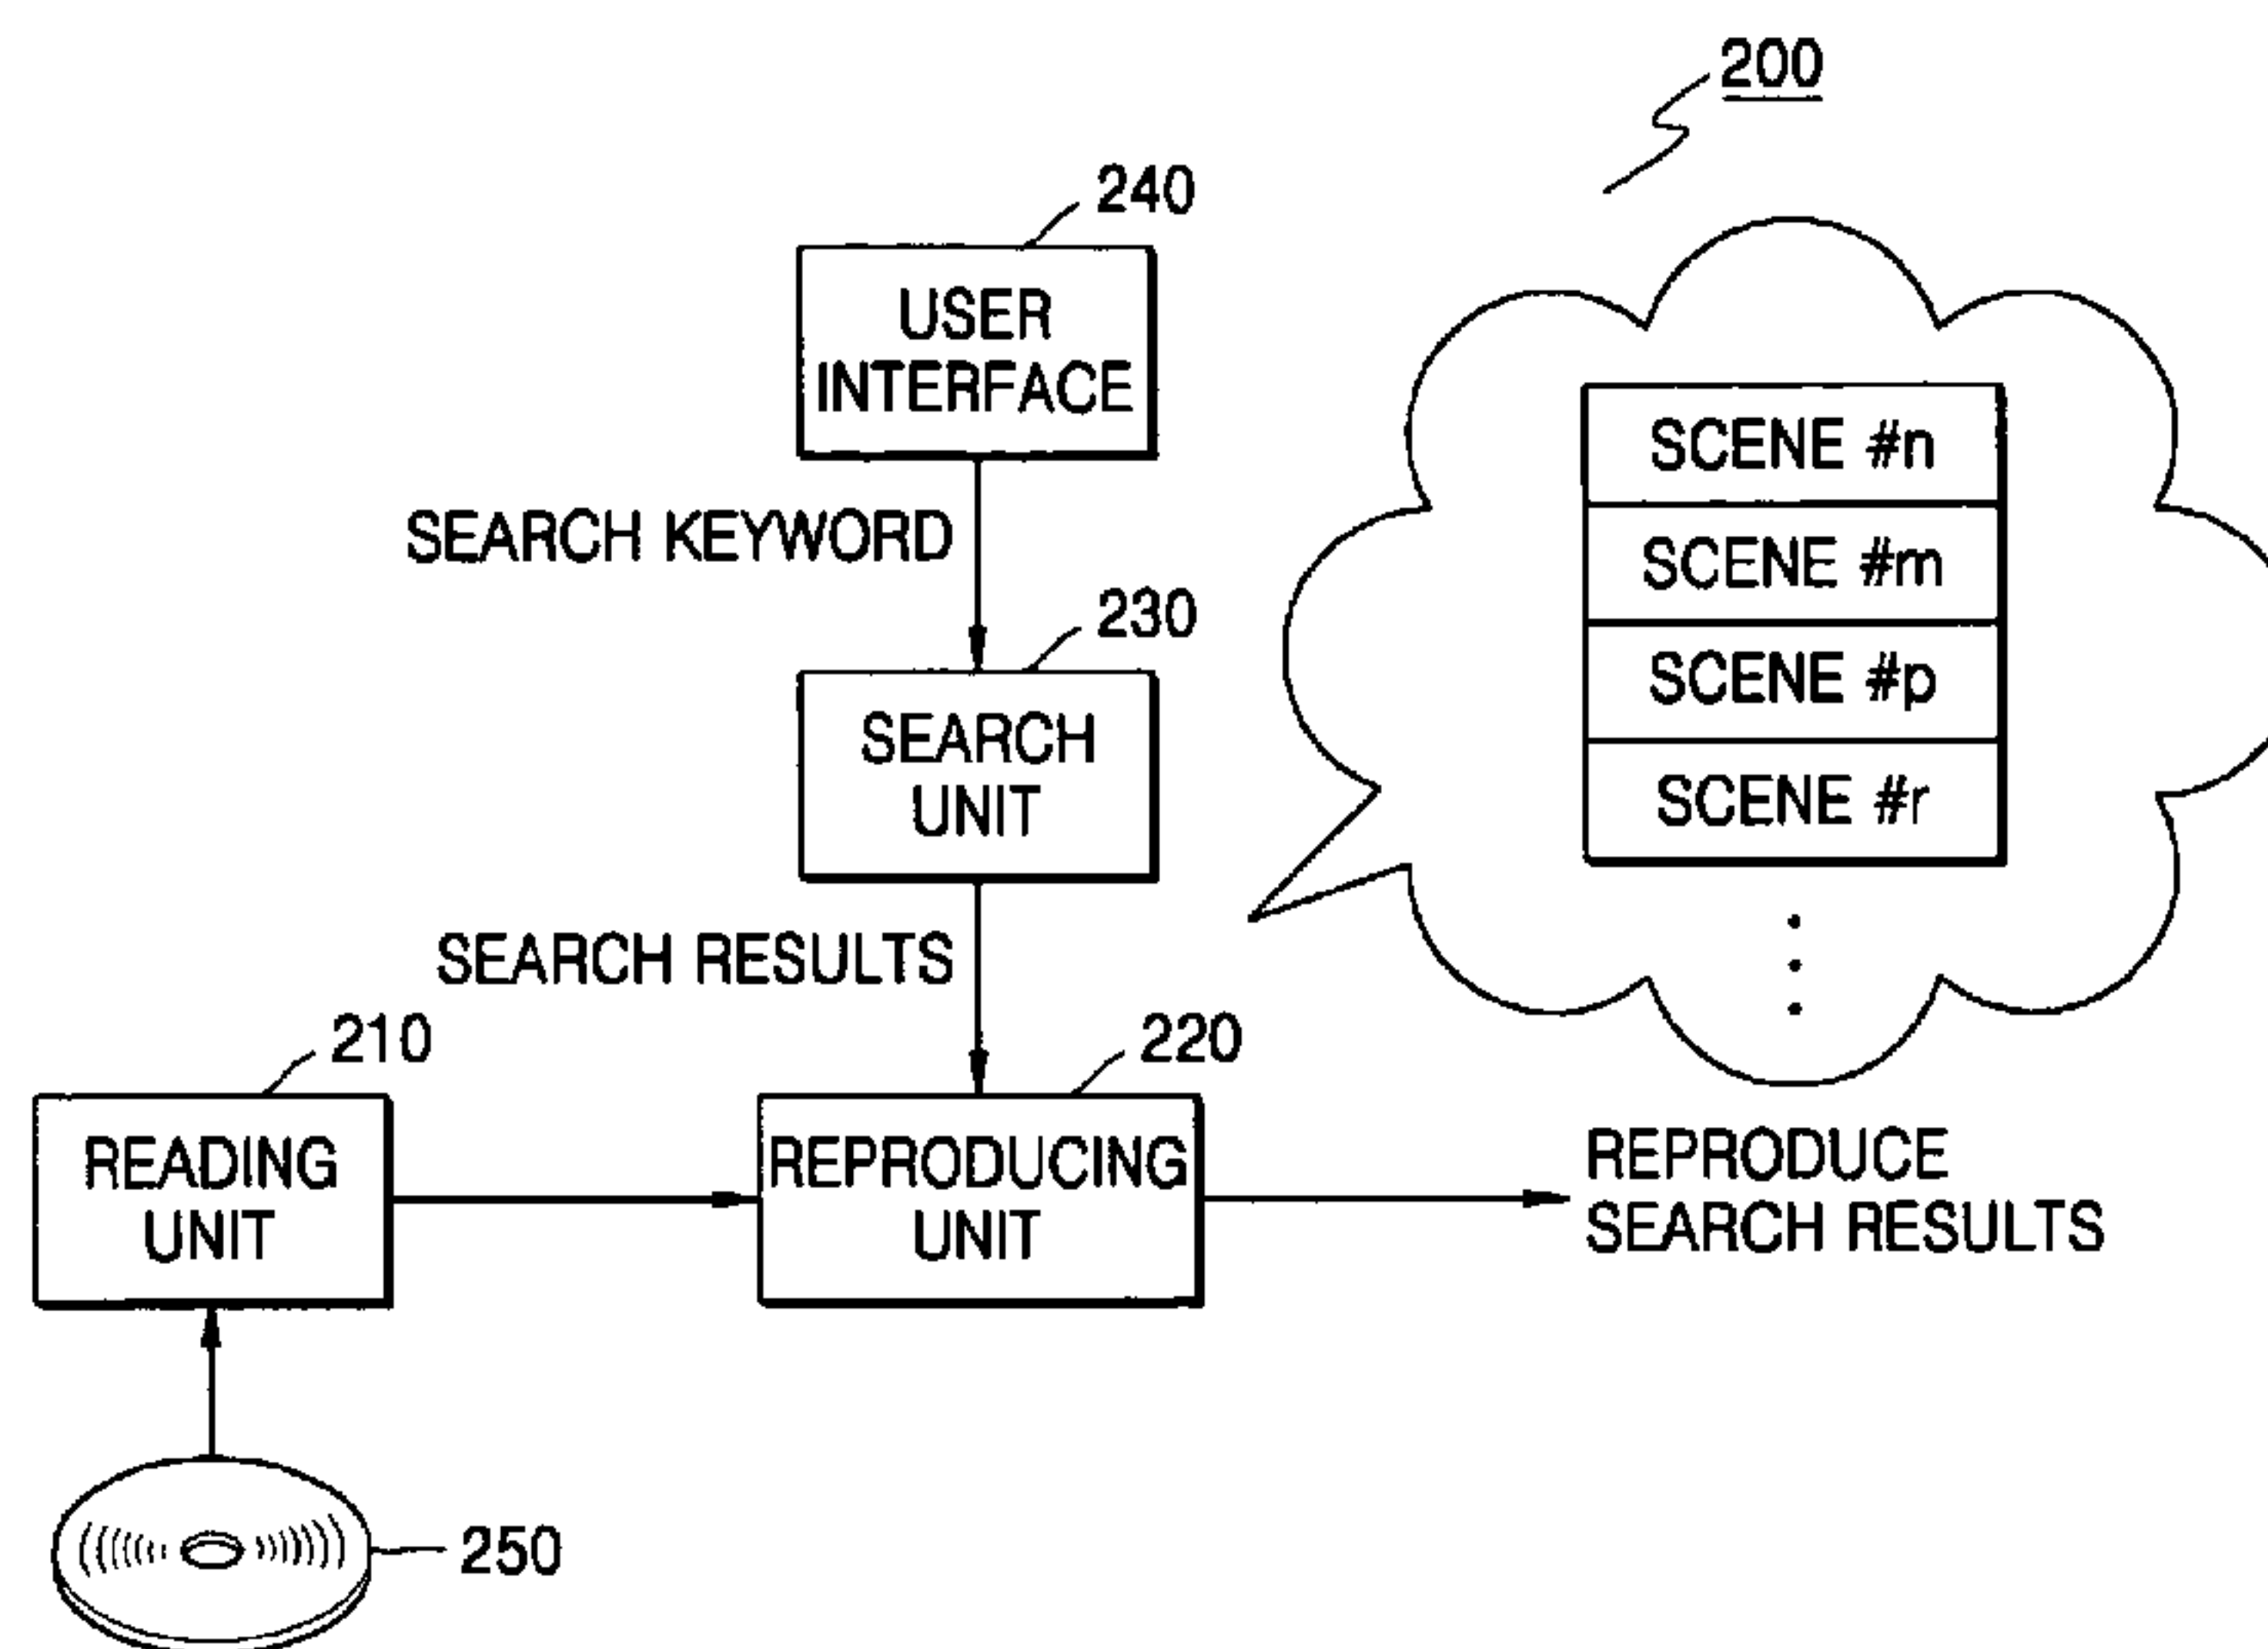 200
240
USER
INTERFACE
SEARCH KEYWORD
230
SEARCH
UNIT
SCENE #n
SCENE #m
SCENE #p
SCENE #r
SEARCH RESULTS
210
220
READING
UNIT
REPRODUCING
UNIT
REPRODUCE
SEARCH RESULTS
250